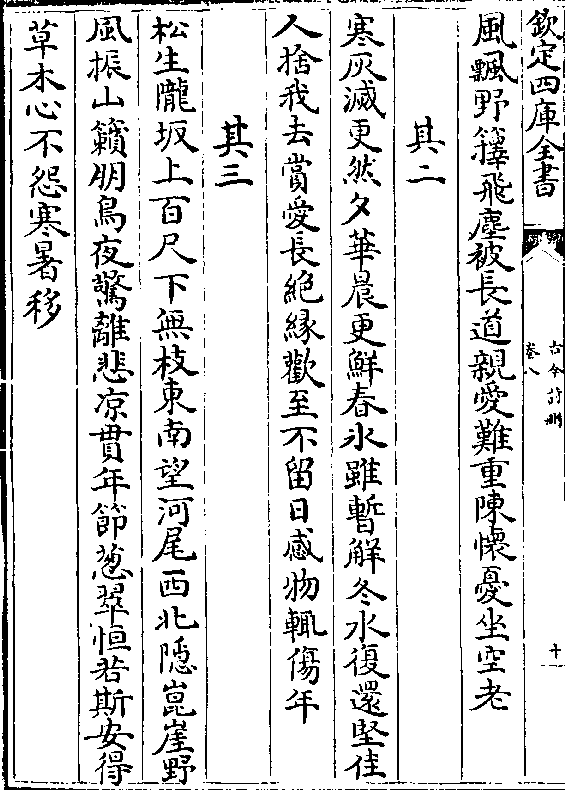 欽定四庫全書
古今詩刪
卷八
十一
風飄野籜飛塵被長道親愛難重陳懷憂坐空老
其二
寒灰滅更然夕華晨更鮮春氷雖暫解冬水復還堅佳
人捨我去賞愛長絶緣歡至不留日感物輒傷年
其三
松生隴坂上百尺下無枝東南望河尾西北隱崑崖野
風振山籟朋鳥夜驚離悲凉貫年節葱翠恒若斯安得
草木心不怨寒暑移